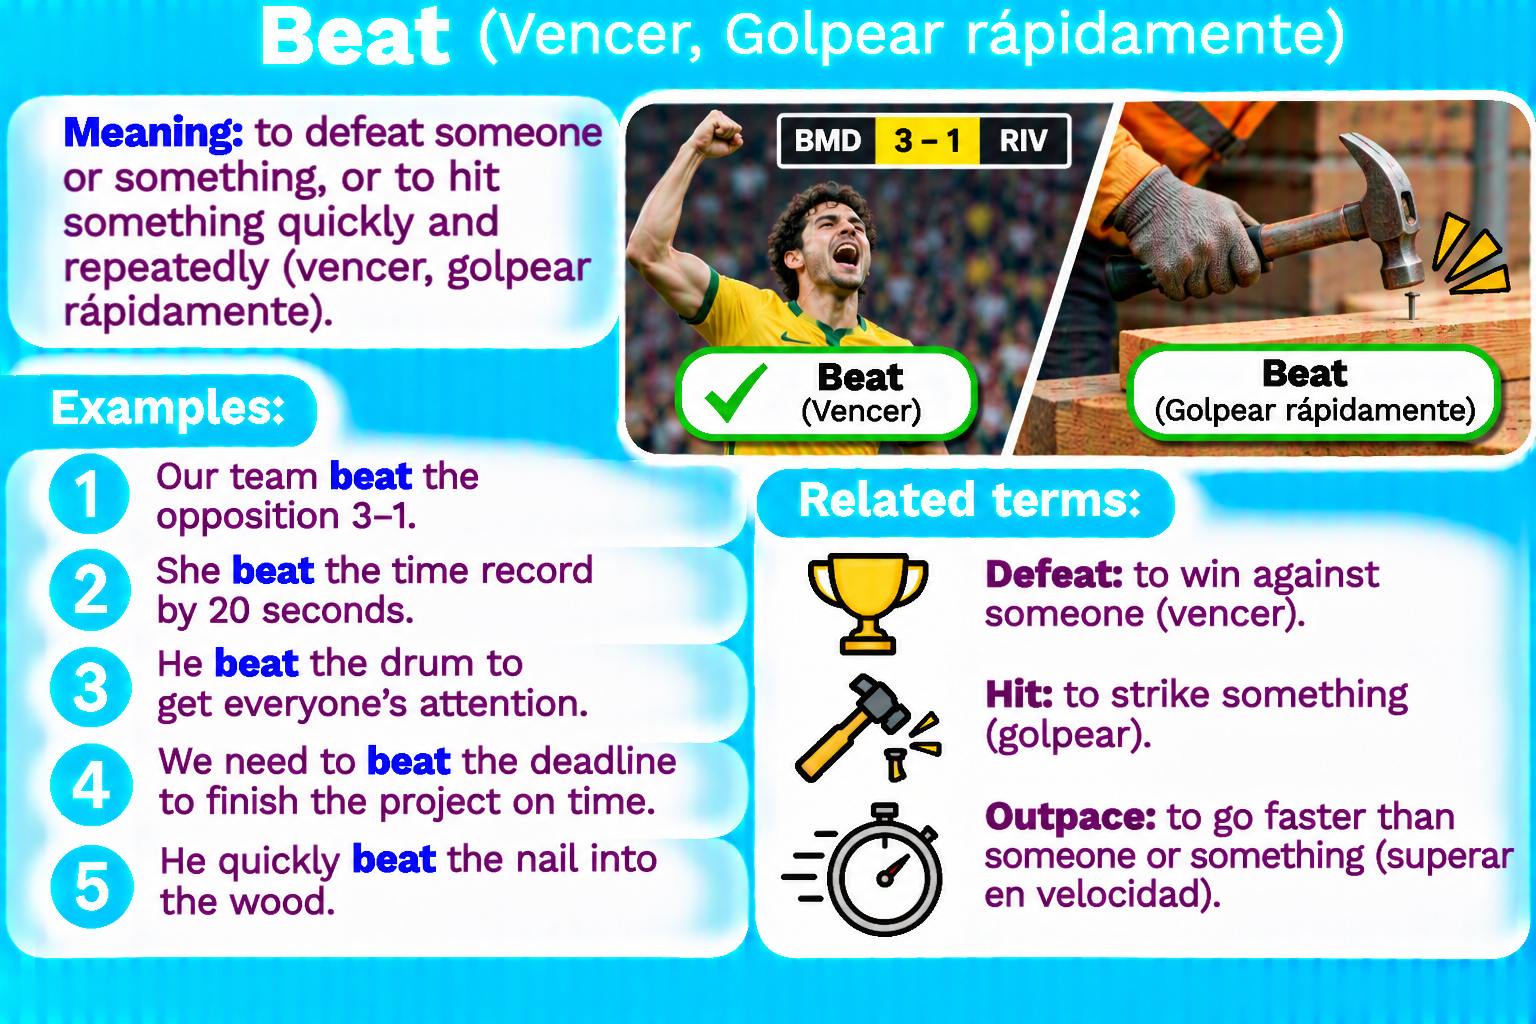 Beat (Vencer, Golpear rápidamente)
Meaning: to defeat someone
or something, or to hit
something quickly and
repeatedly (vencer, golpear
rápidamente).
BMD 3 – 1 RIV
Beat
(Vencer)
Beat
(Golpear rápidamente)
Examples:
1 Our team beat the
opposition 3–1.
2 She beat the time record
by 20 seconds.
3 He beat the drum to
get everyone’s attention.
4 We need to beat the deadline
to finish the project on time.
5 He quickly beat the nail into
the wood.
Related terms:
Defeat: to win against
someone (vencer).
Hit: to strike something
(golpear).
Outpace: to go faster than
someone or something (superar
en velocidad).